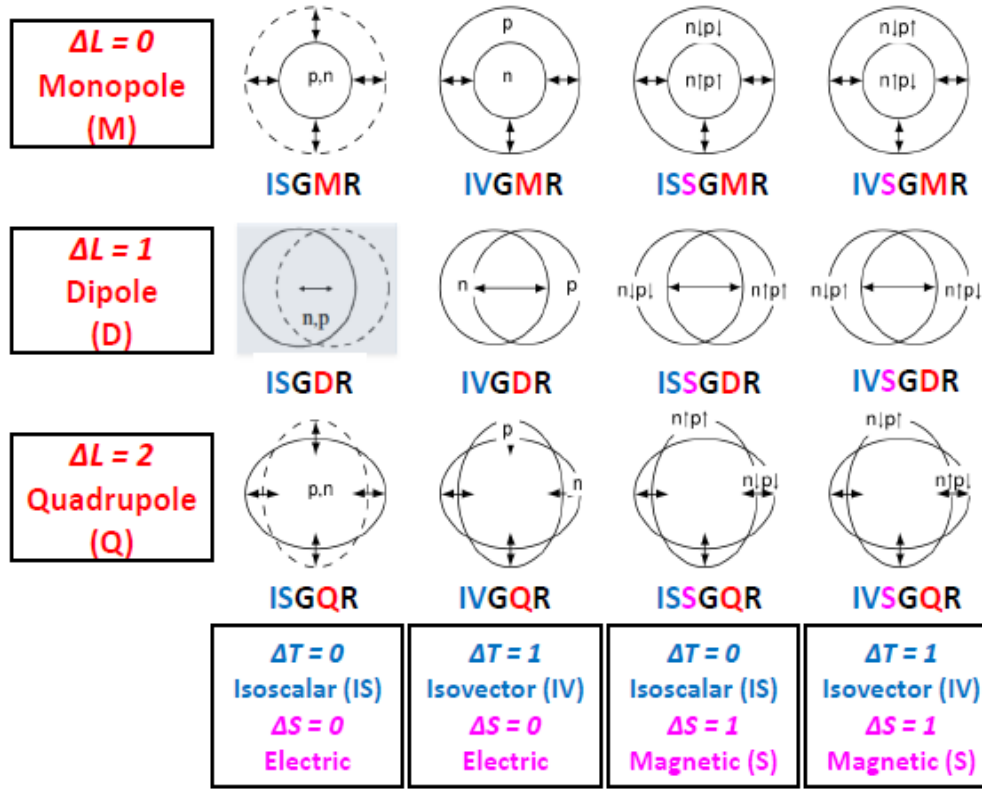 ΔL = 0
Monopole
(M)
p,n
p
n
n↓p↓
n↑p↑
n↓p↑
n↑p↓
ISGMR
IVGMR
ISSGMR
IVSGMR
ΔL = 1
Dipole
(D)
n,p
n
p
n↓p↓
n↑p↑
n↓p↑
n↑p↓
ISGDR
IVGDR
ISSGDR
IVSGDR
ΔL = 2
Quadrupole
(Q)
p,n
p
n
n↑p↑
n↓p↓
n↓p↑
n↑p↓
ISGQR
IVGQR
ISSGQR
IVSGQR
ΔT = 0
Isoscalar (IS)
ΔS = 0
Electric
ΔT = 1
Isovector (IV)
ΔS = 0
Electric
ΔT = 0
Isoscalar (IS)
ΔS = 1
Magnetic (S)
ΔT = 1
Isovector (IV)
ΔS = 1
Magnetic (S)